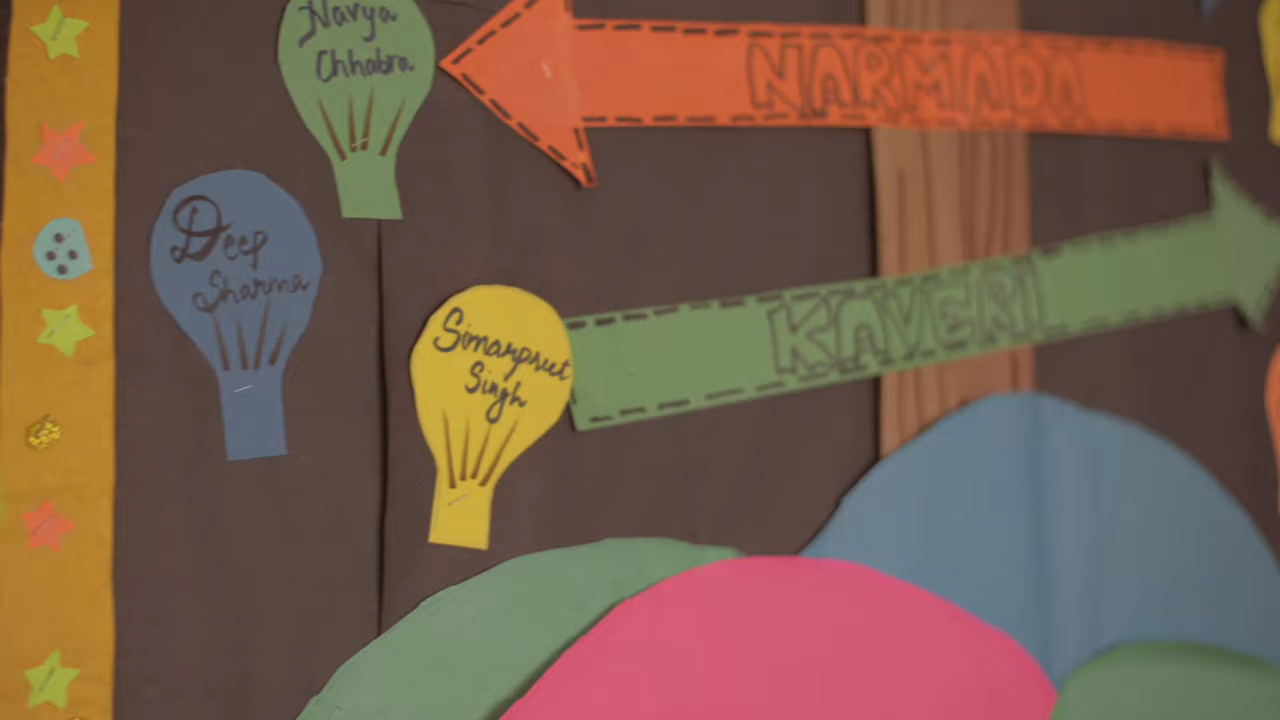 Navya
Chhabra
NARMADA
Deep
Sharma
KAVERI
Simarpreet
Singh